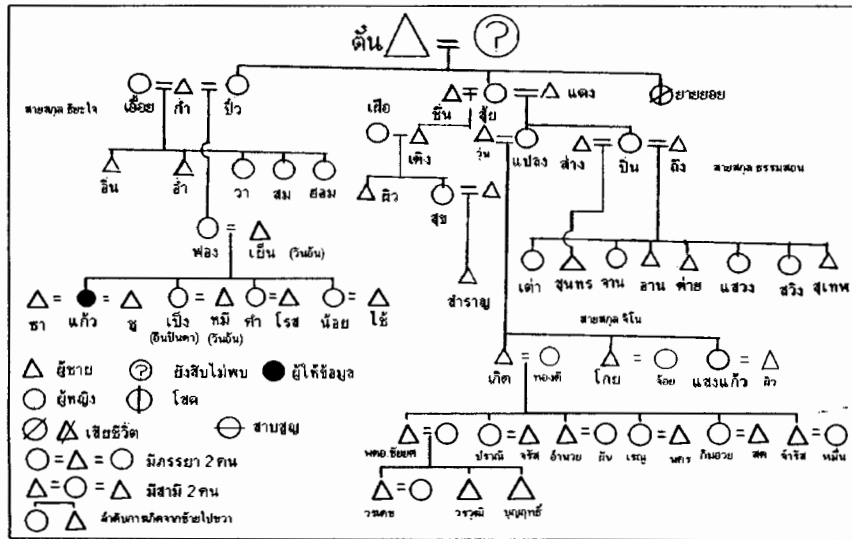 ตั๋น = ?
เอื้อย ก๋ำ ปิ๋ว
ชื่น สุ้ย แดง ยายยอย
สายสกุล ชัยะใจ
เสือ เติง วุ่น แปลง ส่าง ปิ่น ถึง
สายสกุล ธรรมสอน
อิ่น อ่ำ วา สม ฮอม
ผิว สุข
ฟอง เย็น (วันอ้น)
สำราญ
เต๋า สุนทร จาน อาน ค่าย แสวง สวิง สุเทพ
ซา แก้ว ชู เป็ง หมี คำ โรส น้อย ไช้
(อินปันตา) (วันอ้น)
สายสกุล จิโน
เกิด ทองดี โกย จ้อย แสงแก้ว ผิว
ผู้ชาย ? ยังสืบไม่พบ ผู้ให้ข้อมูล
ผู้หญิง โสด
เสียชีวิต สาบสูญ
มีภรรยา 2 คน
มีสามี 2 คน
ลำดับการเกิดจากซ้ายไปขวา
พตอ.ชัยยศ ปราณี จรัส อำนวย ยัน เรณู นคร กิมฮวย สด จำรัส หมื่น
วรเดช วรวุฒิ บุญฤทธิ์